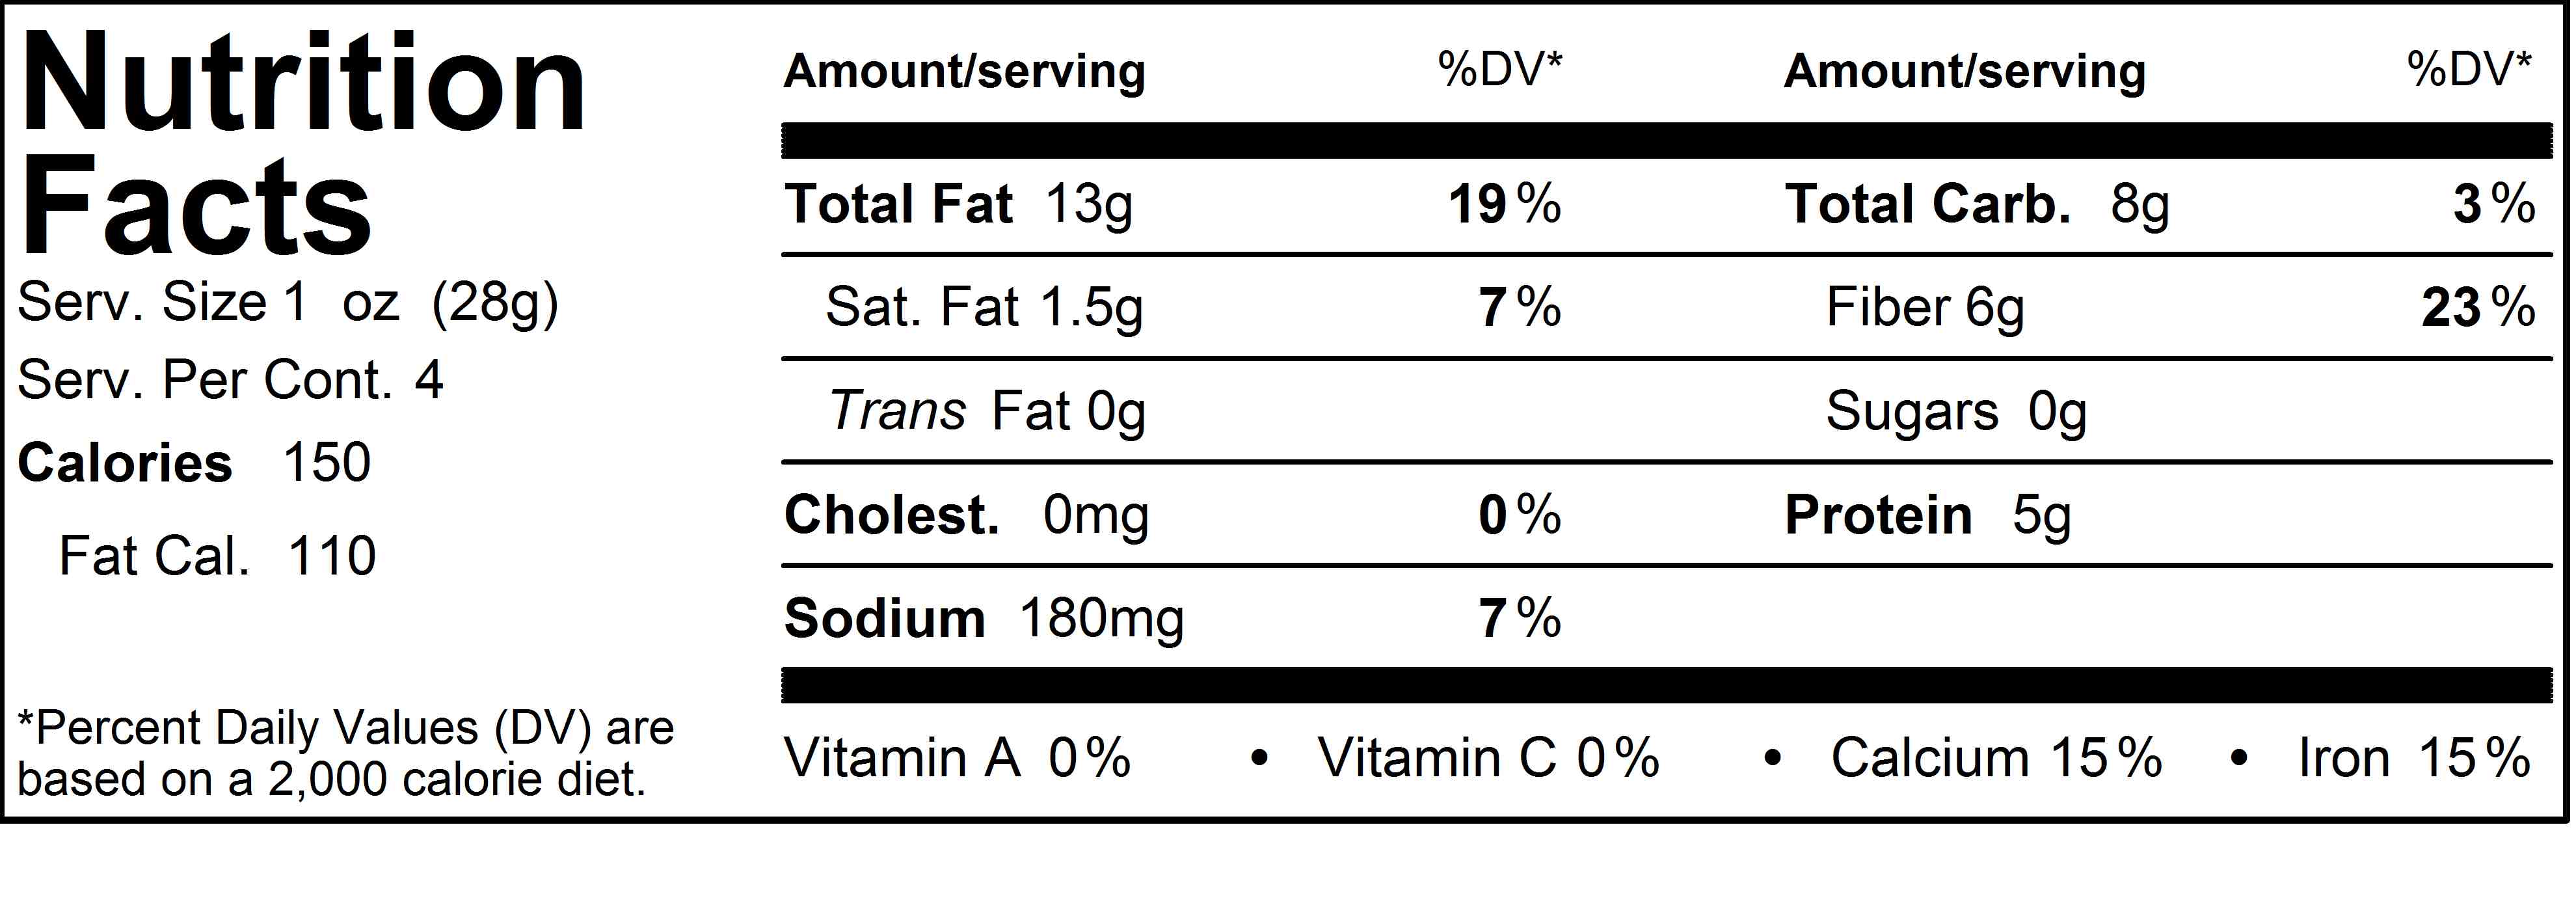 Nutrition
Facts
Serv. Size 1 oz (28g)
Serv. Per Cont. 4
Calories 150
Fat Cal. 110
*Percent Daily Values (DV) are
based on a 2,000 calorie diet.
Amount/serving %DV* Amount/serving %DV*
Total Fat 13g 19% Total Carb. 8g 3%
Sat. Fat 1.5g 7% Fiber 6g 23%
Trans Fat 0g Sugars 0g
Cholest. 0mg 0% Protein 5g
Sodium 180mg 7%
Vitamin A 0% • Vitamin C 0% • Calcium 15% • Iron 15%